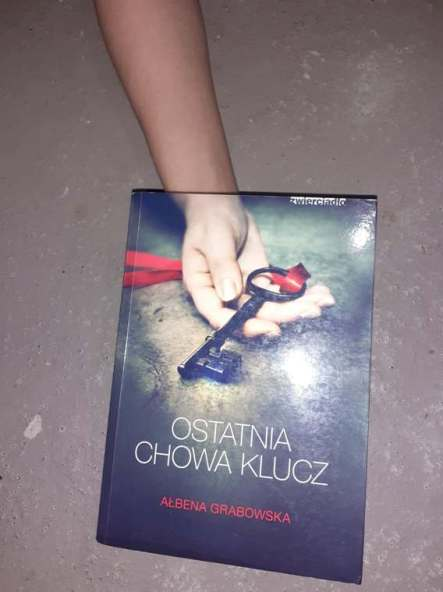 zwierciadło
OSTATNIA
CHOWA KLUCZ
AŁBENA GRABOWSKA